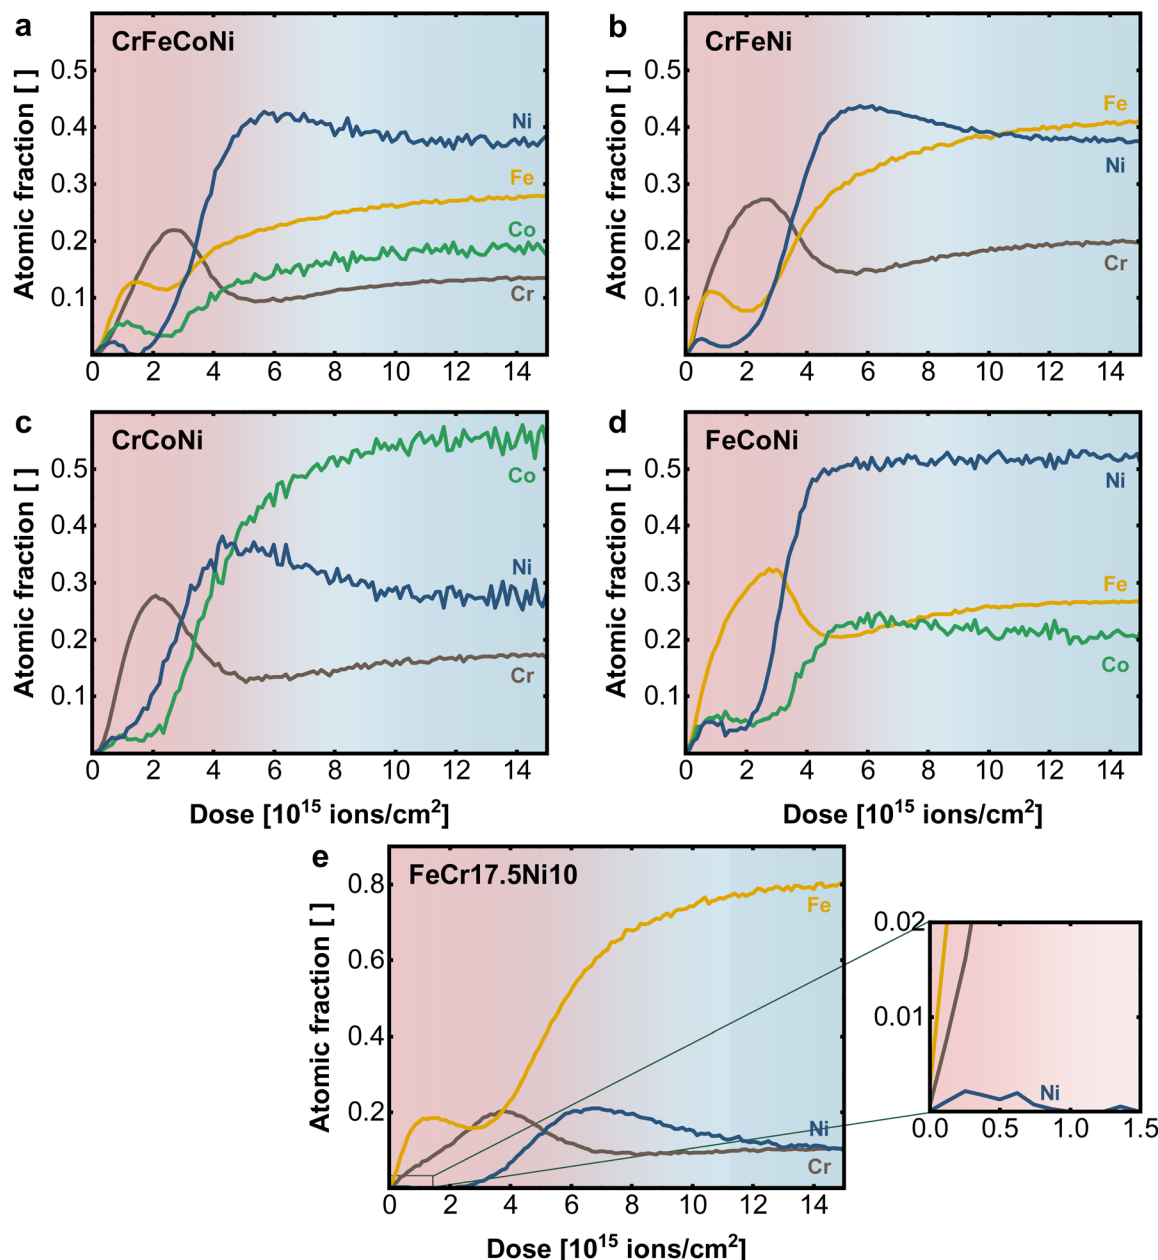 a
CrFeCoNi
Atomic fraction [ ]
0.5
0.4
0.3
0.2
0.1
Ni
Fe
Co
Cr
0 2 4 6 8 10 12 14
b
CrFeNi
Atomic fraction [ ]
0.5
0.4
0.3
0.2
0.1
Fe
Ni
Cr
0 2 4 6 8 10 12 14
c
CrCoNi
Atomic fraction [ ]
0.5
0.4
0.3
0.2
0.1
Co
Ni
Cr
0 2 4 6 8 10 12 14
Dose [10¹⁵ ions/cm²]
d
FeCoNi
Atomic fraction [ ]
0.5
0.4
0.3
0.2
0.1
Ni
Fe
Co
0 2 4 6 8 10 12 14
Dose [10¹⁵ ions/cm²]
e
FeCr17.5Ni10
Atomic fraction [ ]
0.8
0.6
0.4
0.2
Fe
Ni
Cr
0 2 4 6 8 10 12 14
Dose [10¹⁵ ions/cm²]
0.02
0.01
Ni
0.0 0.5 1.0 1.5